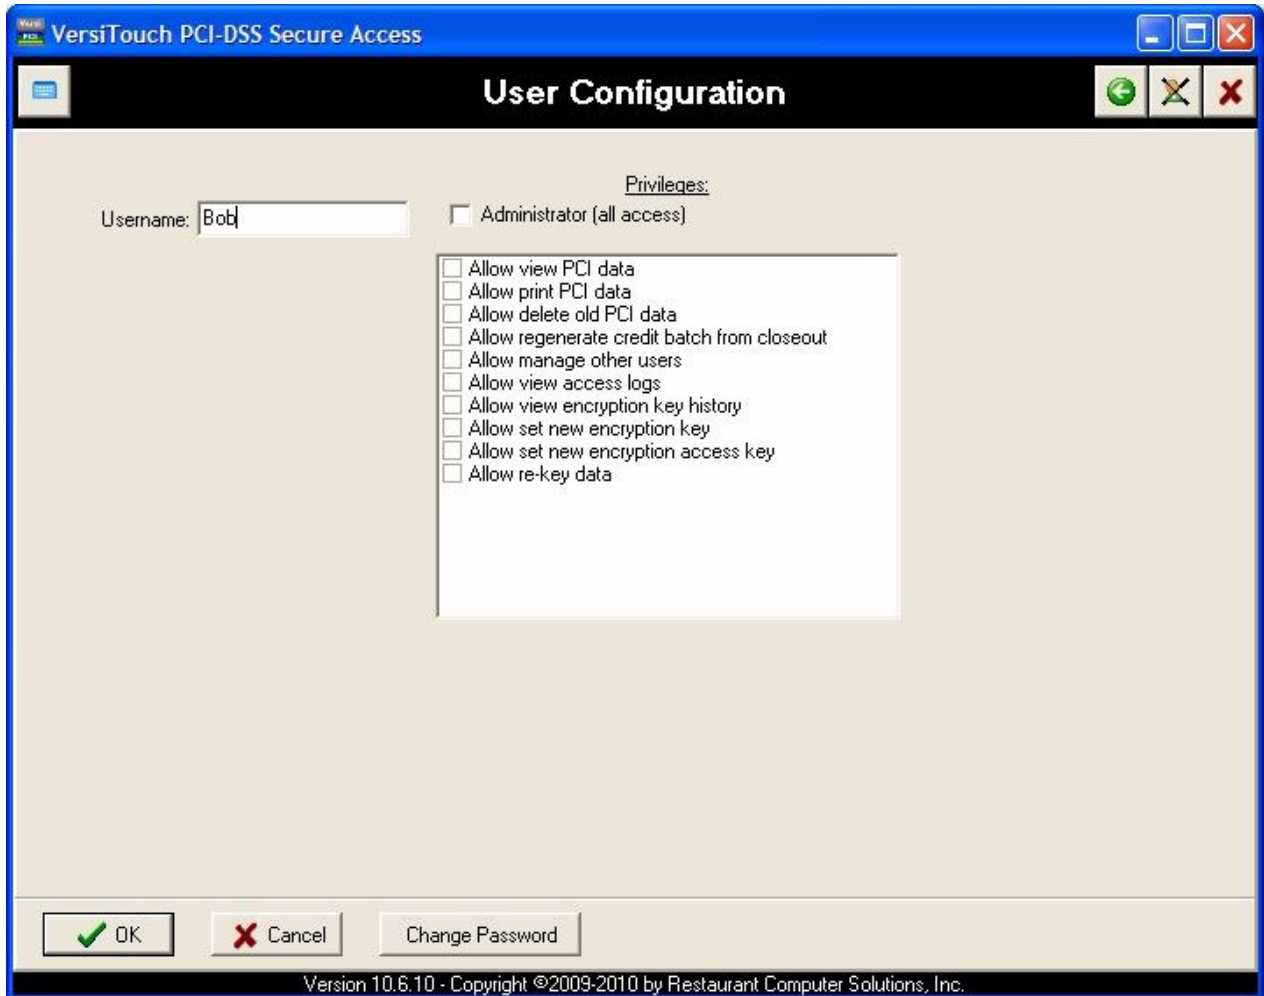 VersiTouch PCI-DSS Secure Access
User Configuration
Privileges:
Username: Bob
Administrator (all access)
Allow view PCI data
Allow print PCI data
Allow delete old PCI data
Allow regenerate credit batch from closeout
Allow manage other users
Allow view access logs
Allow view encryption key history
Allow set new encryption key
Allow set new encryption access key
Allow re-key data
OK
Cancel
Change Password
Version 10.6.10 - Copyright ©2009-2010 by Restaurant Computer Solutions, Inc.